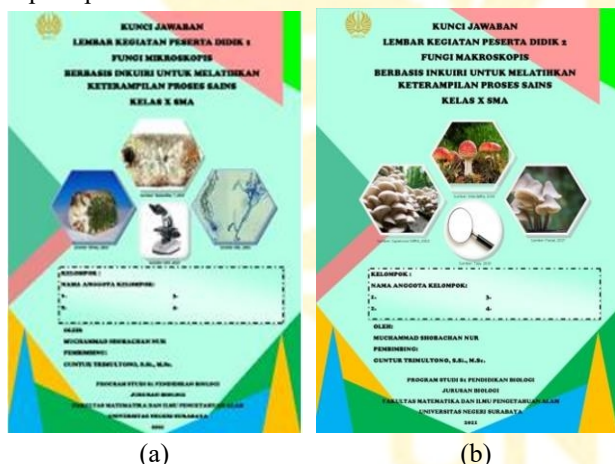 KUNCI JAWABAN
LEMBAR KEGIATAN PESERTA DIDIK 1
FUNGI MIKROSKOPIS
BERBASIS INKUIRI UNTUK MELATIHKAN
KETERAMPILAN PROSES SAINS
KELAS X SMA
KELOMPOK :
NAMA ANGGOTA KELOMPOK:
1. 3.
2. 4.
OLEH:
MUCHAMMAD SHOBACHAN NUR
PEMBIMBING:
GUNTUR TRIMULYONO, S.Si., M.Sc.
PROGRAM STUDI S1 PENDIDIKAN BIOLOGI
JURUSAN BIOLOGI
FAKULTAS MATEMATIKA DAN ILMU PENGETAHUAN ALAM
UNIVERSITAS NEGERI SURABAYA
2021
(a)
KUNCI JAWABAN
LEMBAR KEGIATAN PESERTA DIDIK 2
FUNGI MAKROSKOPIS
BERBASIS INKUIRI UNTUK MELATIHKAN
KETERAMPILAN PROSES SAINS
KELAS X SMA
KELOMPOK :
NAMA ANGGOTA KELOMPOK:
1. 3.
2. 4.
OLEH:
MUCHAMMAD SHOBACHAN NUR
PEMBIMBING:
GUNTUR TRIMULYONO, S.Si., M.Sc.
PROGRAM STUDI S1 PENDIDIKAN BIOLOGI
JURUSAN BIOLOGI
FAKULTAS MATEMATIKA DAN ILMU PENGETAHUAN ALAM
UNIVERSITAS NEGERI SURABAYA
2021
(b)